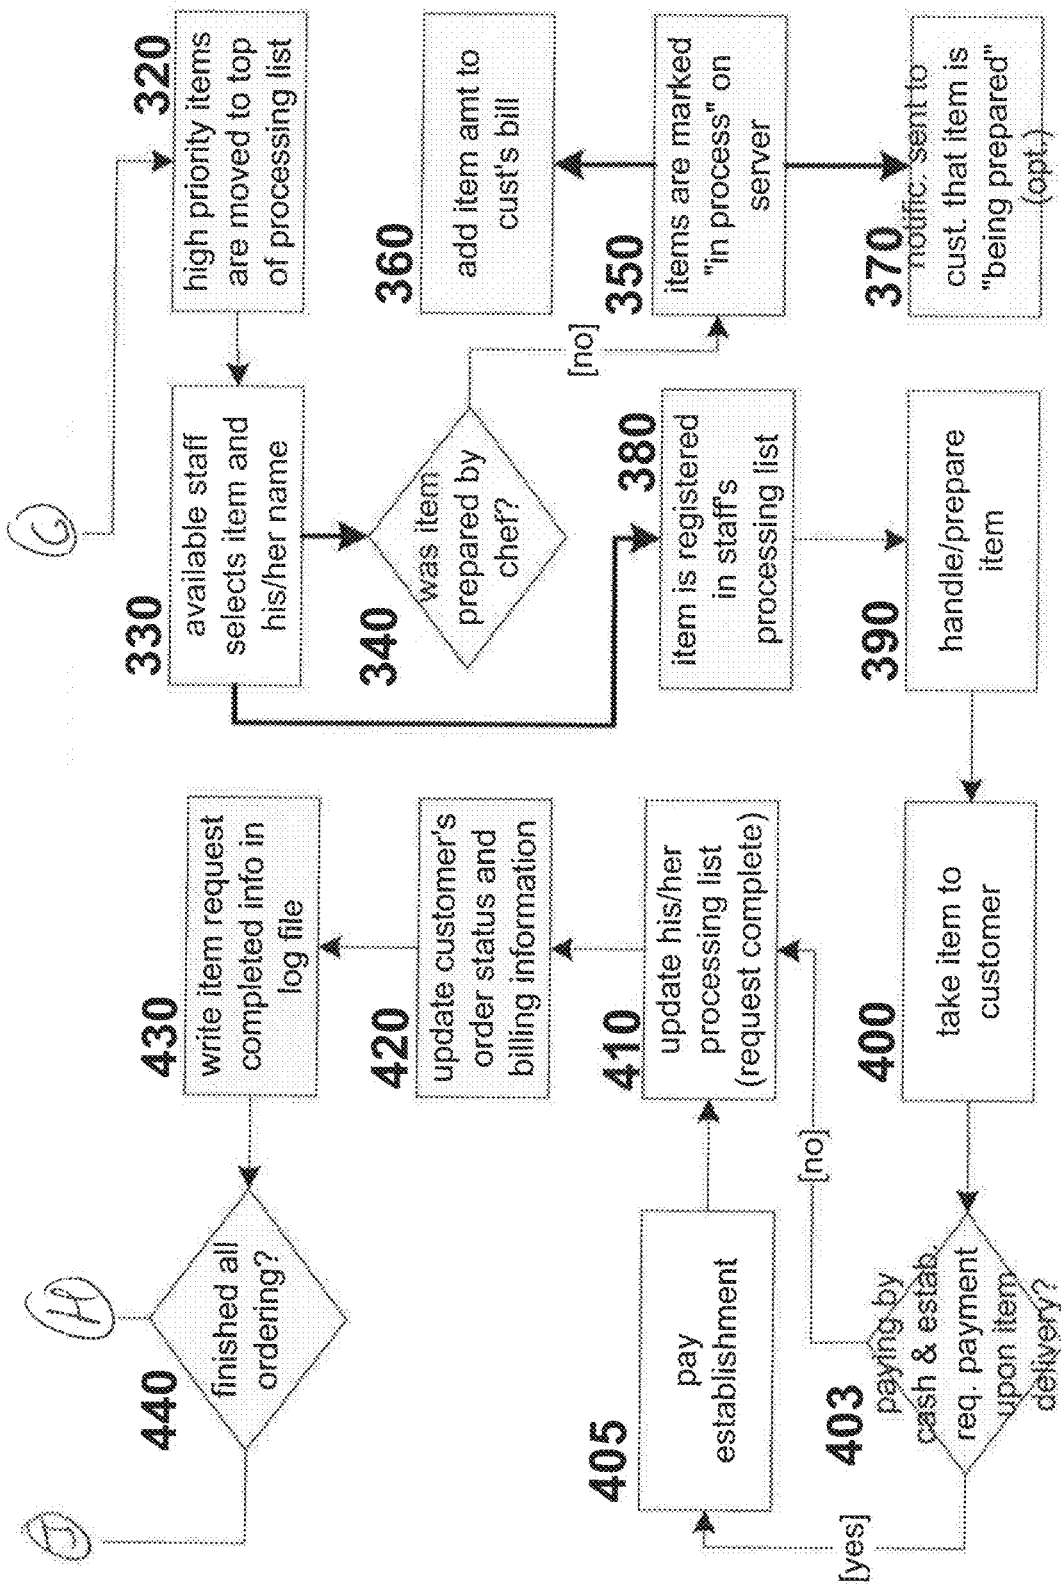 H
440
finished all
ordering?
430
write item request
completed info in
log file
330
available staff
selects item and
his/her name
320
high priority items
are moved to top
of processing list
420
update customer's
order status and
billing information
340
was item
prepared by
chef?
360
add item amt to
cust's bill
[no]
405
pay
establishment
410
update his/her
processing list
(request complete)
380
item is registered
in staff's
processing list
350
items are marked
"in process" on
server
[yes]
[no]
403
paying by
cash & estab.
req. payment
upon item
delivery?
400
take item to
customer
390
handle/prepare
item
370
notific. sent to
cust. that item is
"being prepared"
(opt.)